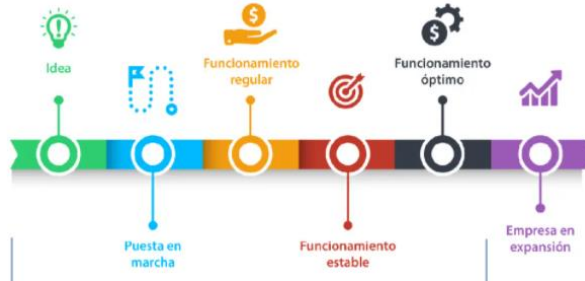 Idea
Puesta en
marcha
Funcionamiento
regular
Funcionamiento
estable
Funcionamiento
óptimo
Empresa en
expansión